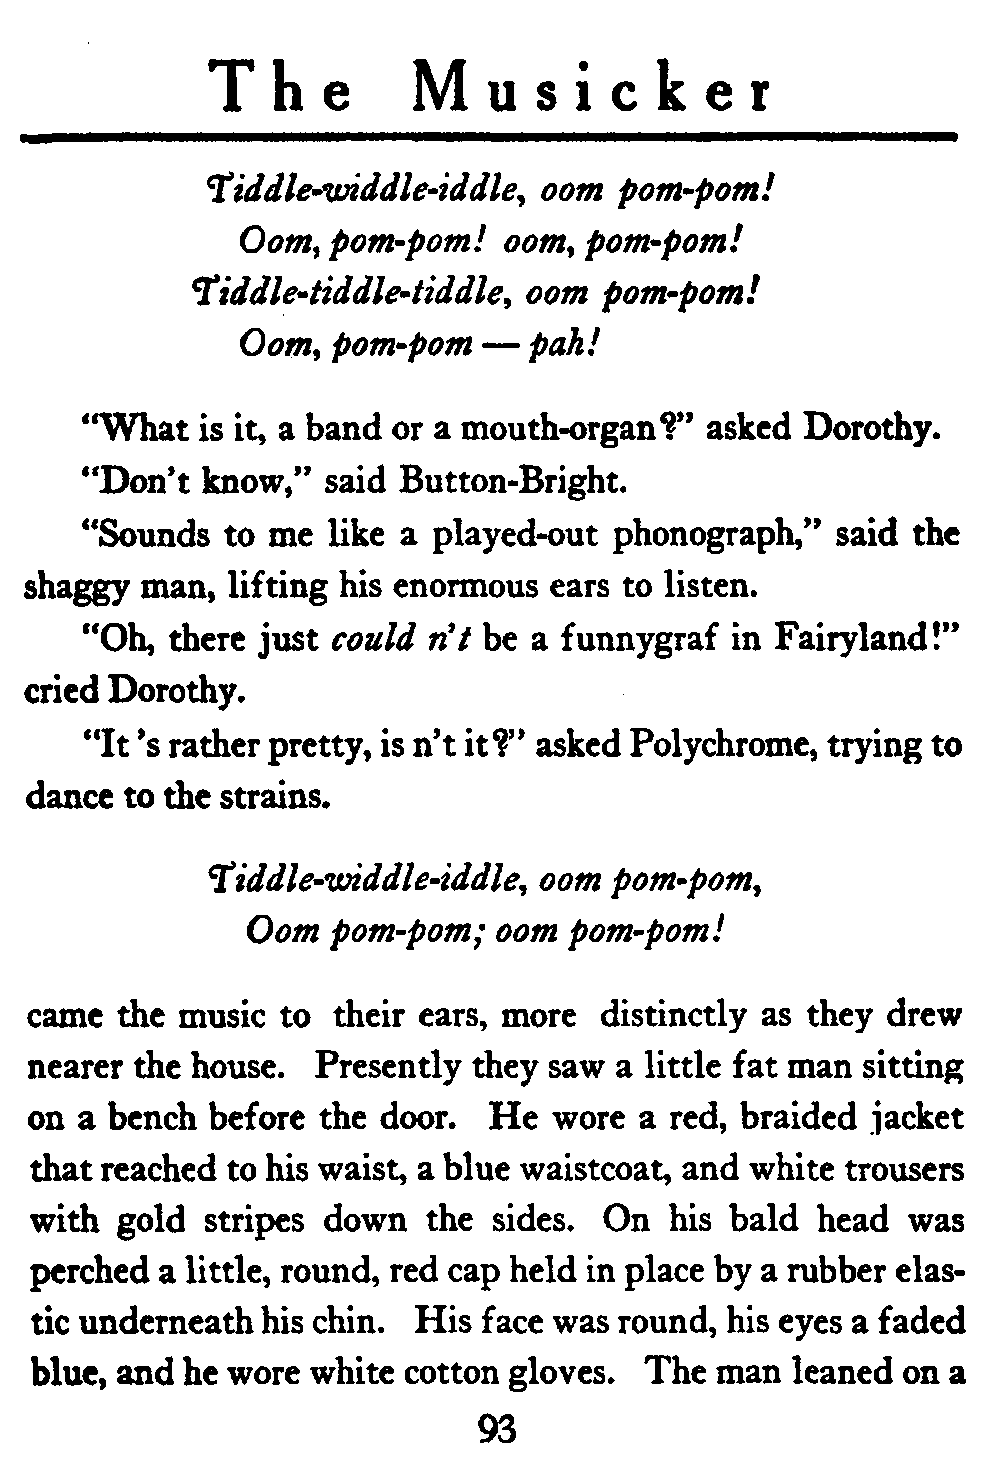 The Musicker
Tiddle-widdle-iddle, oom pom-pom!
Oom, pom-pom! oom, pom-pom!
Tiddle-tiddle-tiddle, oom pom-pom!
Oom, pom-pom — pah!
“What is it, a band or a mouth-organ?” asked Dorothy.
“Don’t know,” said Button-Bright.
“Sounds to me like a played-out phonograph,” said the
shaggy man, lifting his enormous ears to listen.
“Oh, there just could n’t be a funnygraf in Fairyland!”
cried Dorothy.
“It ’s rather pretty, is n’t it?” asked Polychrome, trying to
dance to the strains.
Tiddle-widdle-iddle, oom pom-pom,
Oom pom-pom; oom pom-pom!
came the music to their ears, more distinctly as they drew
nearer the house. Presently they saw a little fat man sitting
on a bench before the door. He wore a red, braided jacket
that reached to his waist, a blue waistcoat, and white trousers
with gold stripes down the sides. On his bald head was
perched a little, round, red cap held in place by a rubber elas-
tic underneath his chin. His face was round, his eyes a faded
blue, and he wore white cotton gloves. The man leaned on a
93